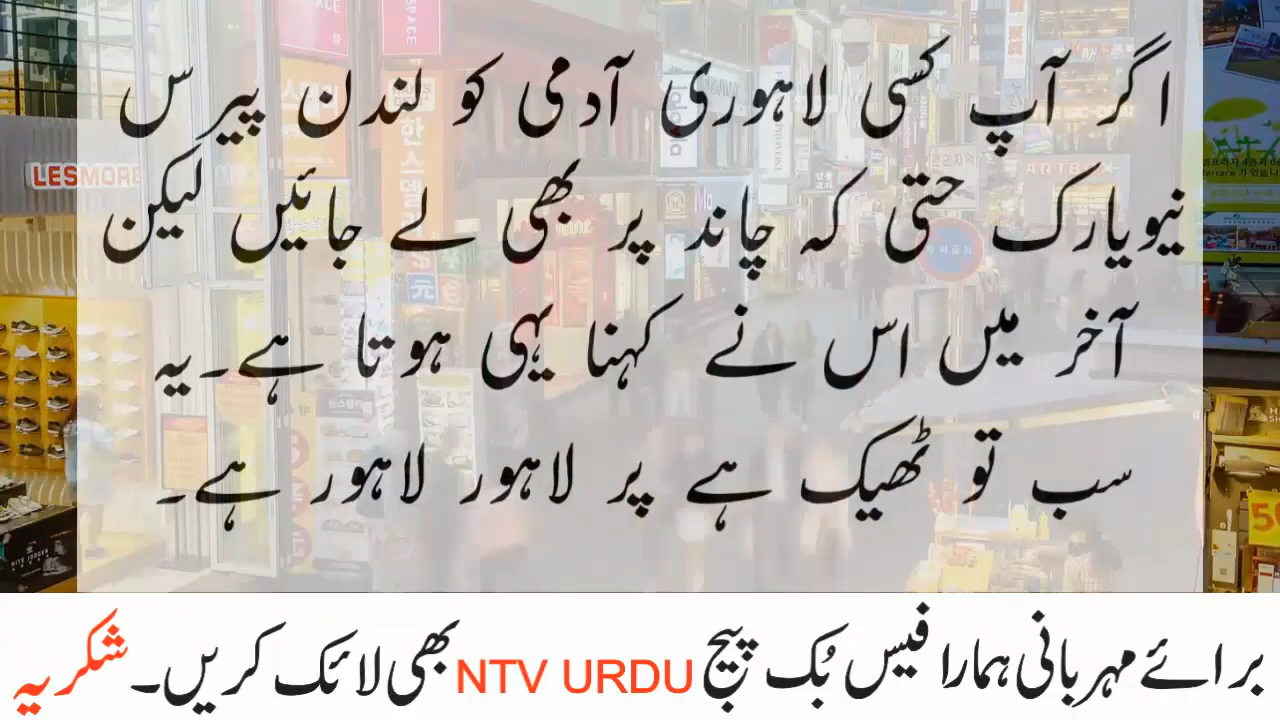 اگر آپ کسی لاہوری آدمی کو لندن پیرس
نیویارک حتی کہ چاند پر بھی لے جائیں لیکن
آخر میں اس نے کہنا یہی ہوتا ہے۔یہ
سب تو ٹھیک ہے پر لاہور لاہور ہے۔
برائے مہربانی ہمارا فیس بُک پیج NTV URDU بھی لائک کریں۔ شکریہ
LESMORE